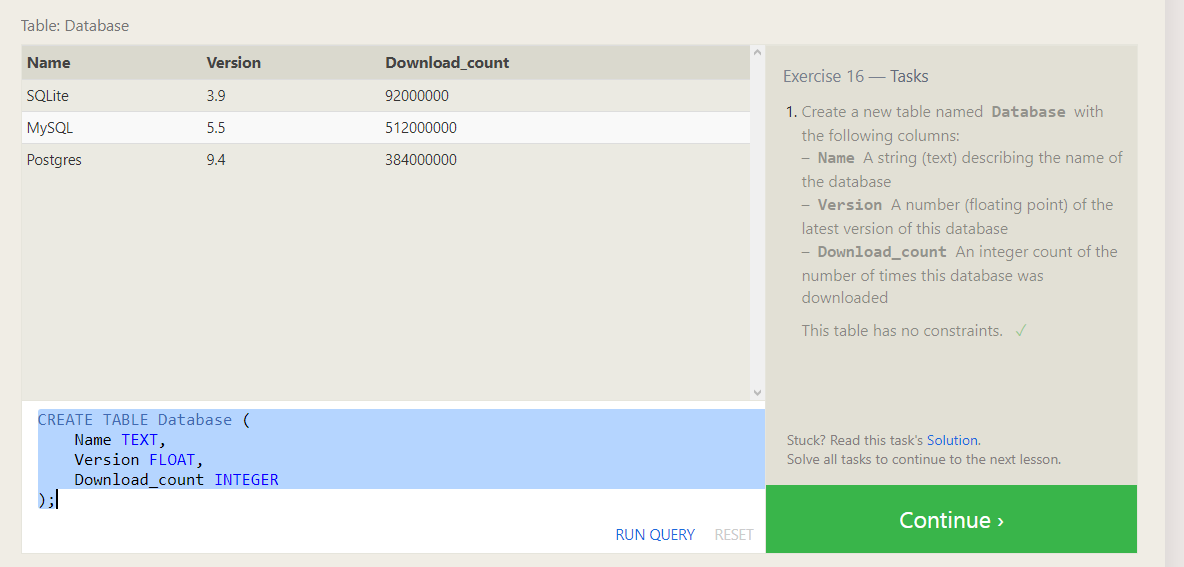 Table: Database
Name Version Download_count
SQLite 3.9 92000000
MySQL 5.5 512000000
Postgres 9.4 384000000
CREATE TABLE Database (
    Name TEXT,
    Version FLOAT,
    Download_count INTEGER
);
RUN QUERY RESET
Exercise 16 — Tasks
1. Create a new table named Database with
the following columns:
– Name A string (text) describing the name of
the database
– Version A number (floating point) of the
latest version of this database
– Download_count An integer count of the
number of times this database was
downloaded
This table has no constraints. ✓
Stuck? Read this task's Solution.
Solve all tasks to continue to the next lesson.
Continue ›